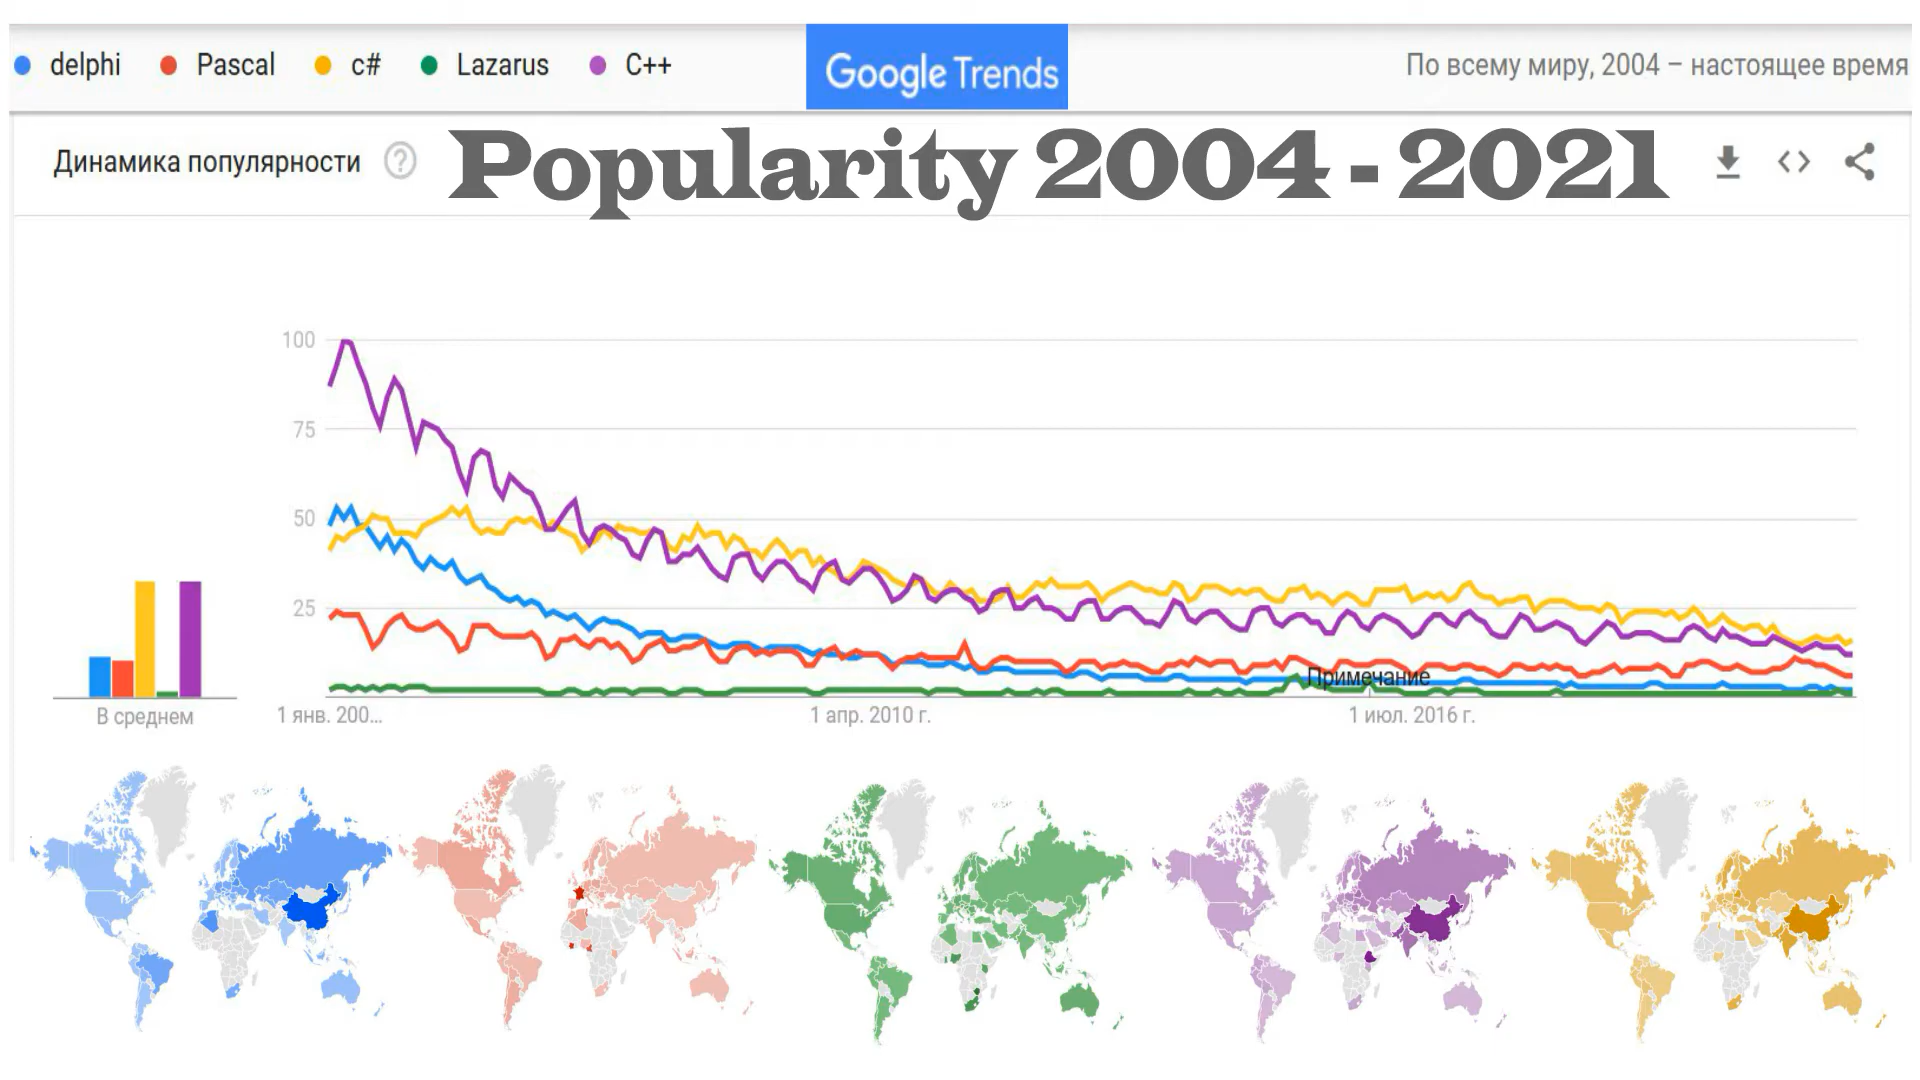 delphi Pascal c# Lazarus C++ Google Trends По всему миру, 2004 – настоящее время
Динамика популярности ? Popularity 2004 - 2021
100
75
50
25
Примечание
В среднем 1 янв. 200... 1 апр. 2010 г. 1 июл. 2016 г.